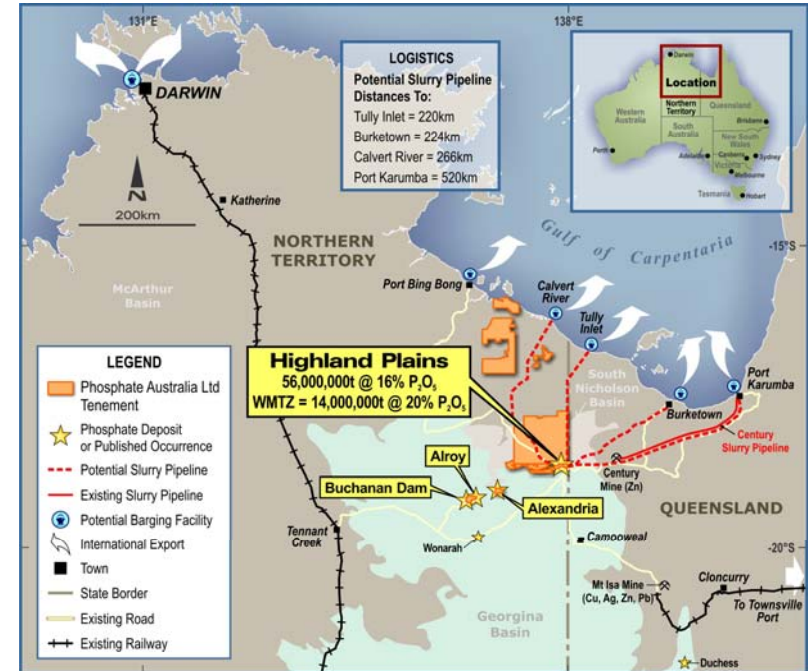 131°E
138°E
LOGISTICS
Potential Slurry Pipeline
Distances To:
Tully Inlet = 220km
Burketown = 224km
Calvert River = 266km
Port Karumba = 520km
Darwin
Location
Western
Australia
Northern
Territory
Queensland
South
Australia
Brisbane
New South
Wales
Perth
Adelaide
Canberra
Sydney
Victoria
Melbourne
Tasmania
Hobart
DARWIN
N
200km
Katherine
NORTHERN
TERRITORY
McArthur
Basin
Gulf of Carpentaria
-15°S
Port Bing Bong
Calvert
River
Tully
Inlet
Port
Karumba
Burketown
Highland Plains
56,000,000t @ 16% P₂O₅
WMTZ = 14,000,000t @ 20% P₂O₅
South
Nicholson
Basin
Century
Slurry Pipeline
Century
Mine (Zn)
QUEENSLAND
Alroy
Buchanan Dam
Alexandria
Tennant
Creek
Wonarah
Camooweal
-20°S
Mt Isa Mine
(Cu, Ag, Zn, Pb)
Cloncurry
To Townsville
Port
Georgina
Basin
Duchess
LEGEND
Phosphate Australia Ltd
Tenement
Phosphate Deposit
or Published Occurrence
Potential Slurry Pipeline
Existing Slurry Pipeline
Potential Barging Facility
International Export
Town
State Border
Existing Road
Existing Railway